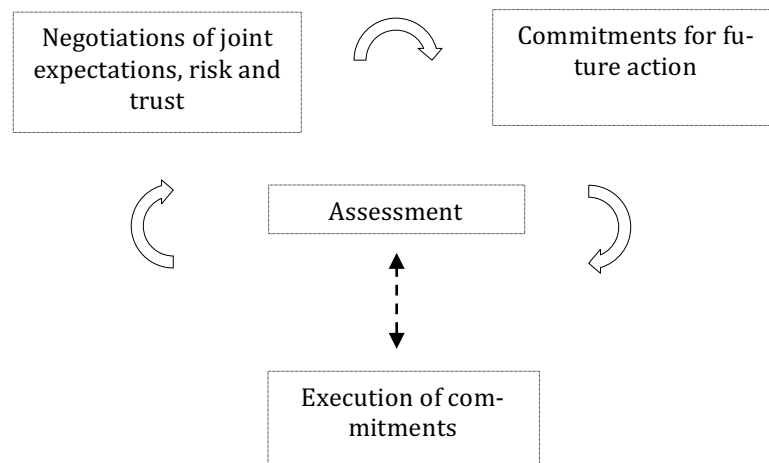 Negotiations of joint
expectations, risk and
trust
Commitments for fu-
ture action
Assessment
Execution of com-
mitments